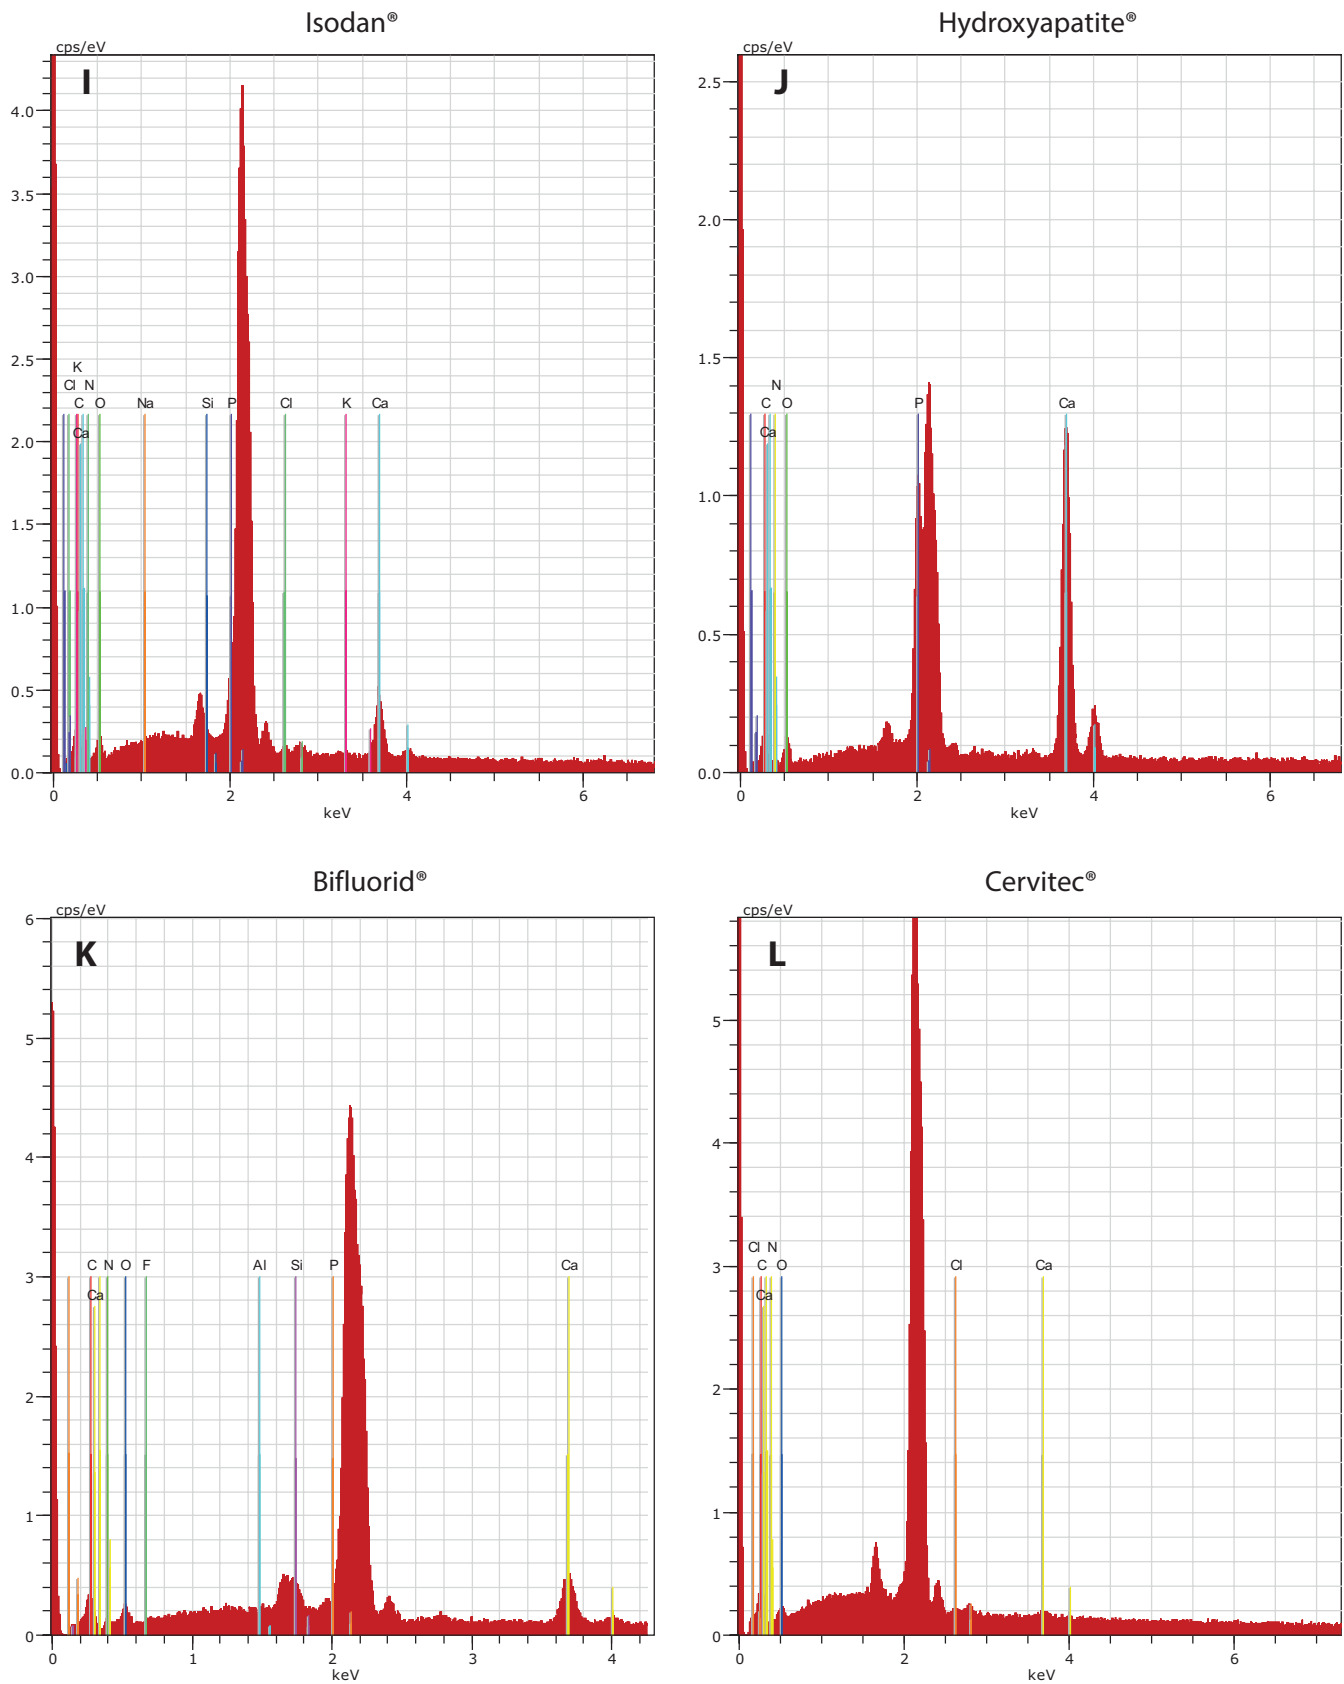 Isodan®
cps/eV
I
4.0
3.5
3.0
2.5
2.0
1.5
1.0
0.5
0.0
K
Cl N
C O Na Si P Cl K Ca
Ca
0 2 4 6
keV
Hydroxyapatite®
cps/eV
J
2.5
2.0
1.5
1.0
0.5
0.0
N
C O P Ca
Ca
0 2 4 6
keV
Bifluorid®
cps/eV
K
6
5
4
3
2
1
0
C N O F Al Si P Ca
Ca
0 1 2 3 4
keV
Cervitec®
cps/eV
L
5
4
3
2
1
0
Cl N
C O Cl Ca
Ca
0 2 4 6
keV